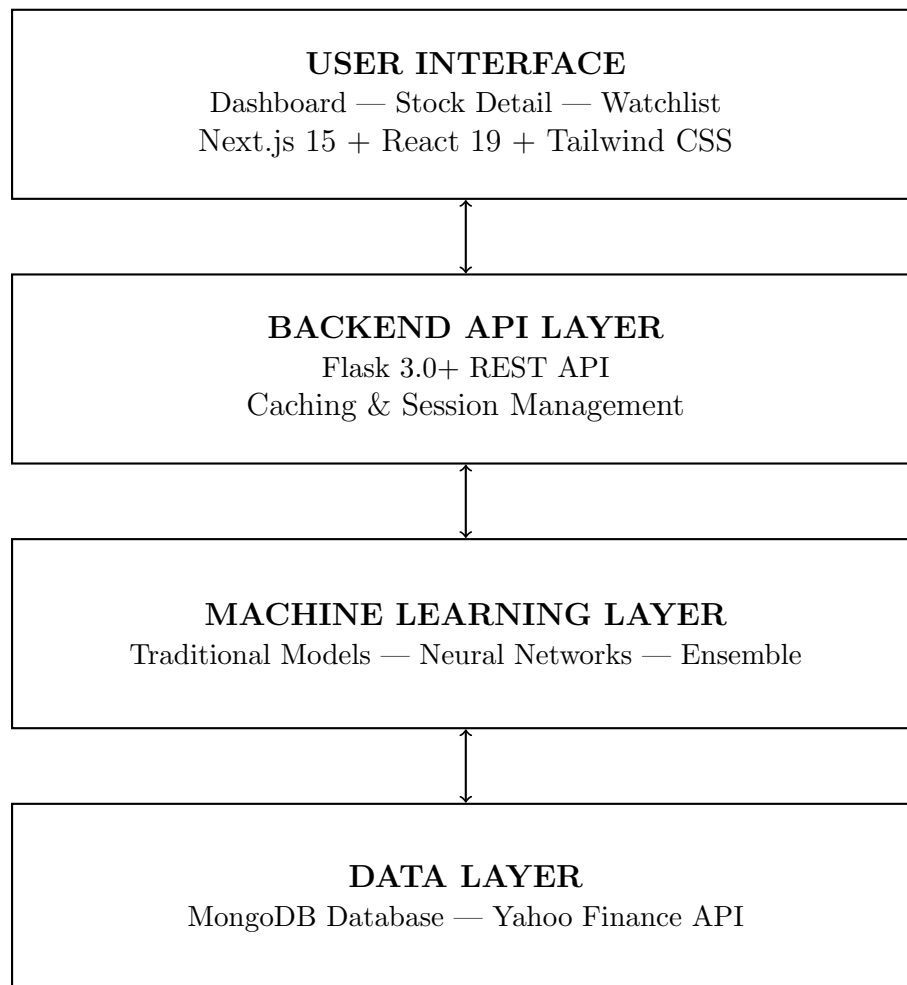 USER INTERFACE
Dashboard — Stock Detail — Watchlist
Next.js 15 + React 19 + Tailwind CSS
BACKEND API LAYER
Flask 3.0+ REST API
Caching & Session Management
MACHINE LEARNING LAYER
Traditional Models — Neural Networks — Ensemble
DATA LAYER
MongoDB Database — Yahoo Finance API